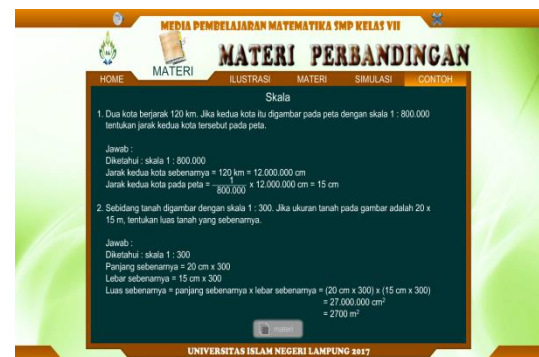 MEDIA PEMBELAJARAN MATEMATIKA SMP KELAS VII
MATERI PERBANDINGAN
HOME MATERI ILUSTRASI MATERI SIMULASI CONTOH
Skala
1. Dua kota berjarak 120 km. Jika kedua kota itu digambar pada peta dengan skala 1 : 800.000
tentukan jarak kedua kota tersebut pada peta.
Jawab :
Diketahui : skala 1 : 800.000
Jarak kedua kota sebenarnya = 120 km = 12.000.000 cm
Jarak kedua kota pada peta = 1/800.000 x 12.000.000 cm = 15 cm
2. Sebidang tanah digambar dengan skala 1 : 300. Jika ukuran tanah pada gambar adalah 20 x
15 m, tentukan luas tanah yang sebenarnya.
Jawab :
Diketahui : skala 1 : 300
Panjang sebenarnya = 20 cm x 300
Lebar sebenarnya = 15 cm x 300
Luas sebenarnya = panjang sebenarnya x lebar sebenarnya = (20 cm x 300) x (15 cm x 300)
= 27.000.000 cm²
= 2700 m²
materi
UNIVERSITAS ISLAM NEGERI LAMPUNG 2017